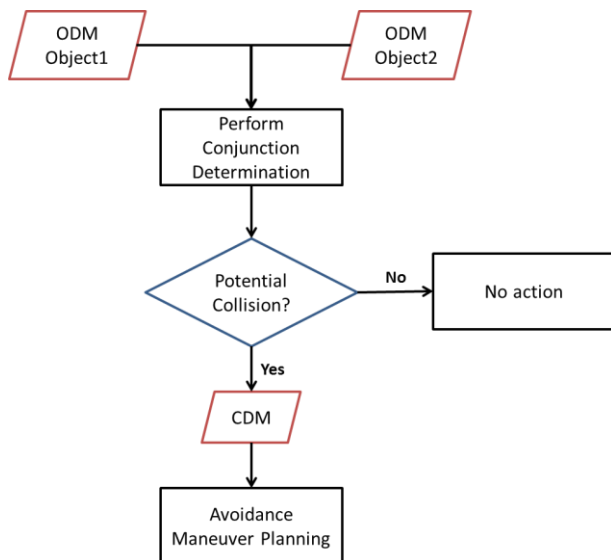 ODM
Object1
ODM
Object2
Perform
Conjunction
Determination
Potential
Collision?
No
No action
Yes
CDM
Avoidance
Maneuver Planning